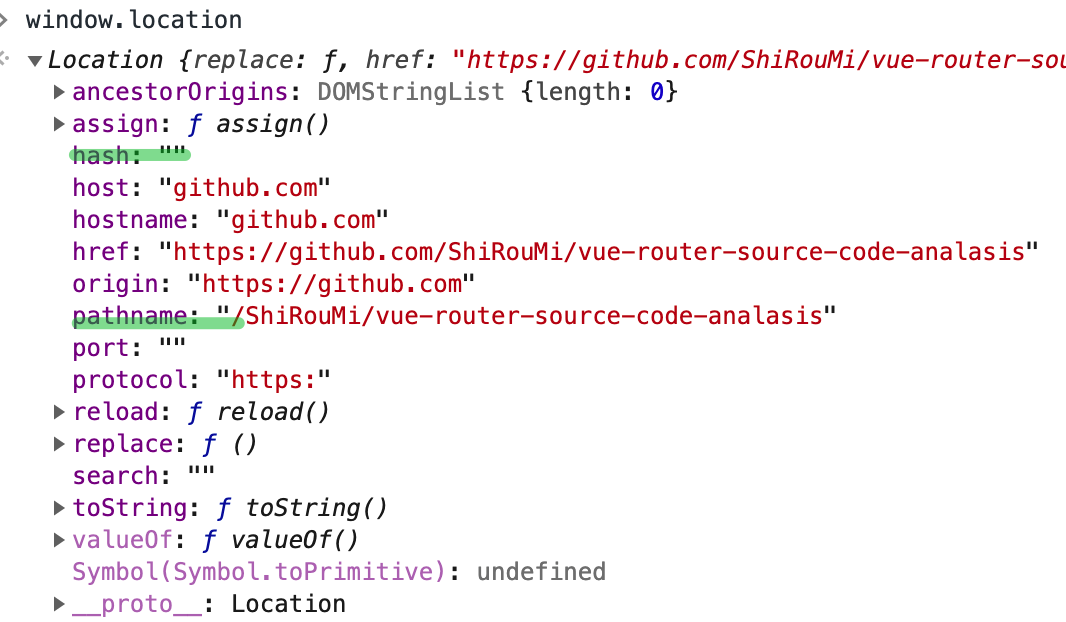 window.location
Location {replace: ƒ, href: "https://github.com/ShiRouMi/vue-router-sou
ancestorOrigins: DOMStringList {length: 0}
assign: ƒ assign()
hash: ""
host: "github.com"
hostname: "github.com"
href: "https://github.com/ShiRouMi/vue-router-source-code-analasis"
origin: "https://github.com"
pathname: "/ShiRouMi/vue-router-source-code-analasis"
port: ""
protocol: "https:"
reload: ƒ reload()
replace: ƒ ()
search: ""
toString: ƒ toString()
valueOf: ƒ valueOf()
Symbol(Symbol.toPrimitive): undefined
__proto__: Location